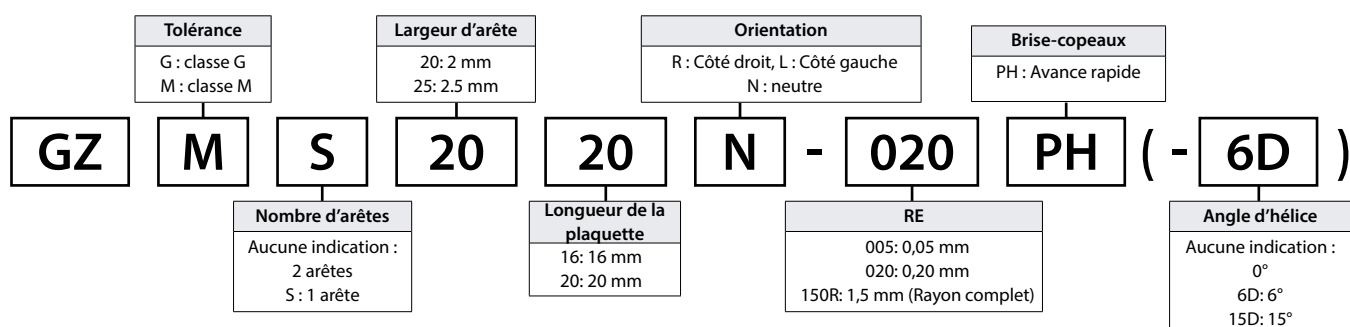 Tolérance
G : classe G
M : classe M
Largeur d’arête
20: 2 mm
25: 2.5 mm
Orientation
R : Côté droit, L : Côté gauche
N : neutre
Brise-copeaux
PH : Avance rapide
GZ M S 20 20 N - 020 PH ( - 6D )
Nombre d’arêtes
Aucune indication :
2 arêtes
S : 1 arête
Longueur de la
plaquette
16: 16 mm
20: 20 mm
RE
005: 0,05 mm
020: 0,20 mm
150R: 1,5 mm (Rayon complet)
Angle d’hélice
Aucune indication :
0°
6D: 6°
15D: 15°